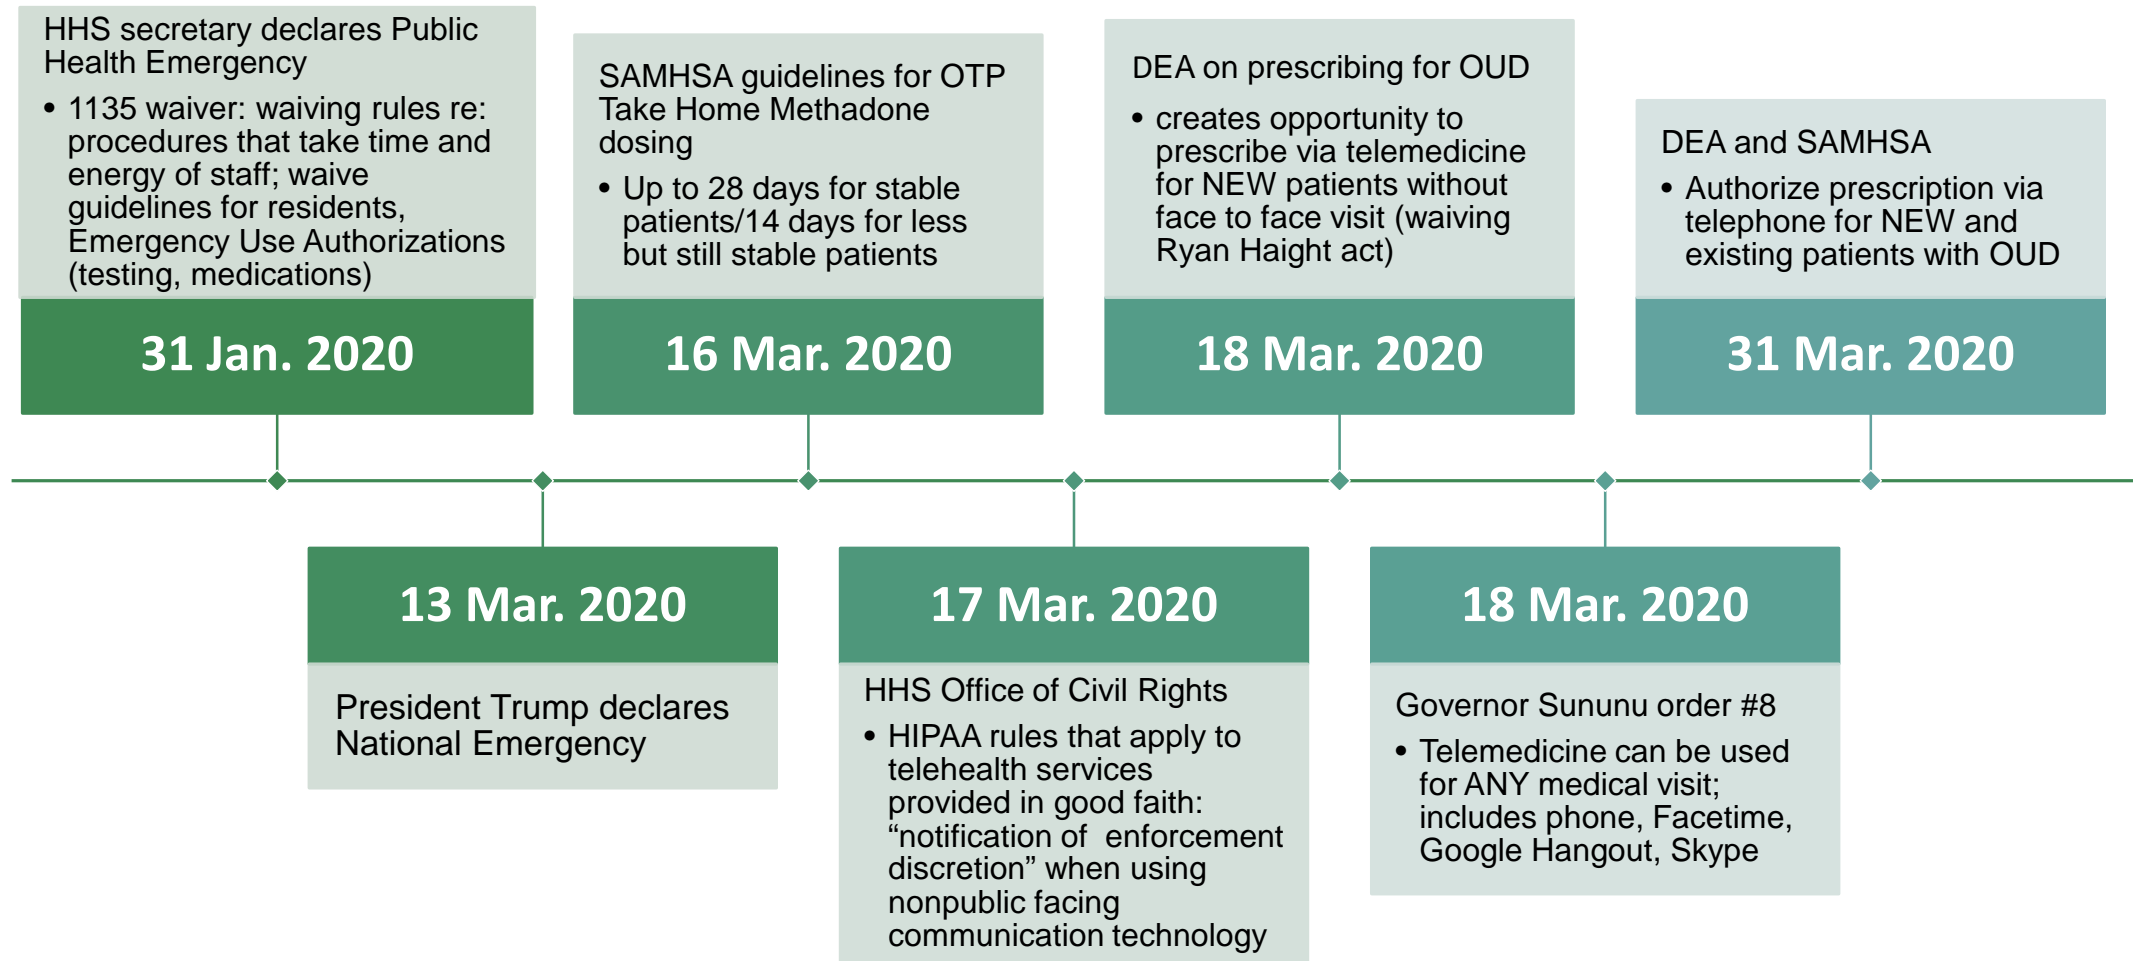 HHS secretary declares Public
Health Emergency
• 1135 waiver: waiving rules re:
procedures that take time and
energy of staff; waive
guidelines for residents,
Emergency Use Authorizations
(testing, medications)
31 Jan. 2020
President Trump declares
National Emergency
13 Mar. 2020
SAMHSA guidelines for OTP
Take Home Methadone
dosing
• Up to 28 days for stable
patients/14 days for less
but still stable patients
16 Mar. 2020
17 Mar. 2020
HHS Office of Civil Rights
• HIPAA rules that apply to
telehealth services
provided in good faith:
“notification of  enforcement
discretion” when using
nonpublic facing
communication technology
DEA on prescribing for OUD
• creates opportunity to
prescribe via telemedicine
for NEW patients without
face to face visit (waiving
Ryan Haight act)
18 Mar. 2020
18 Mar. 2020
Governor Sununu order #8
• Telemedicine can be used
for ANY medical visit;
includes phone, Facetime,
Google Hangout, Skype
DEA and SAMHSA
• Authorize prescription via
telephone for NEW and
existing patients with OUD
31 Mar. 2020